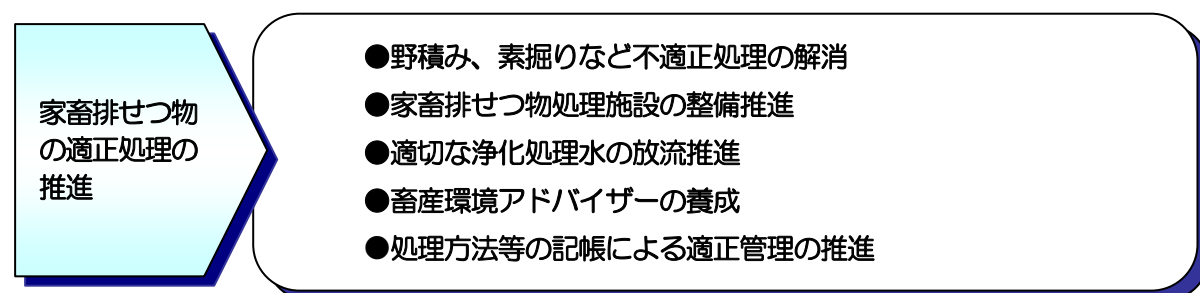 家畜排せつ物
の適正処理の
推進
●野積み、素掘りなど不適正処理の解消
●家畜排せつ物処理施設の整備推進
●適切な浄化処理水の放流推進
●畜産環境アドバイザーの養成
●処理方法等の記帳による適正管理の推進